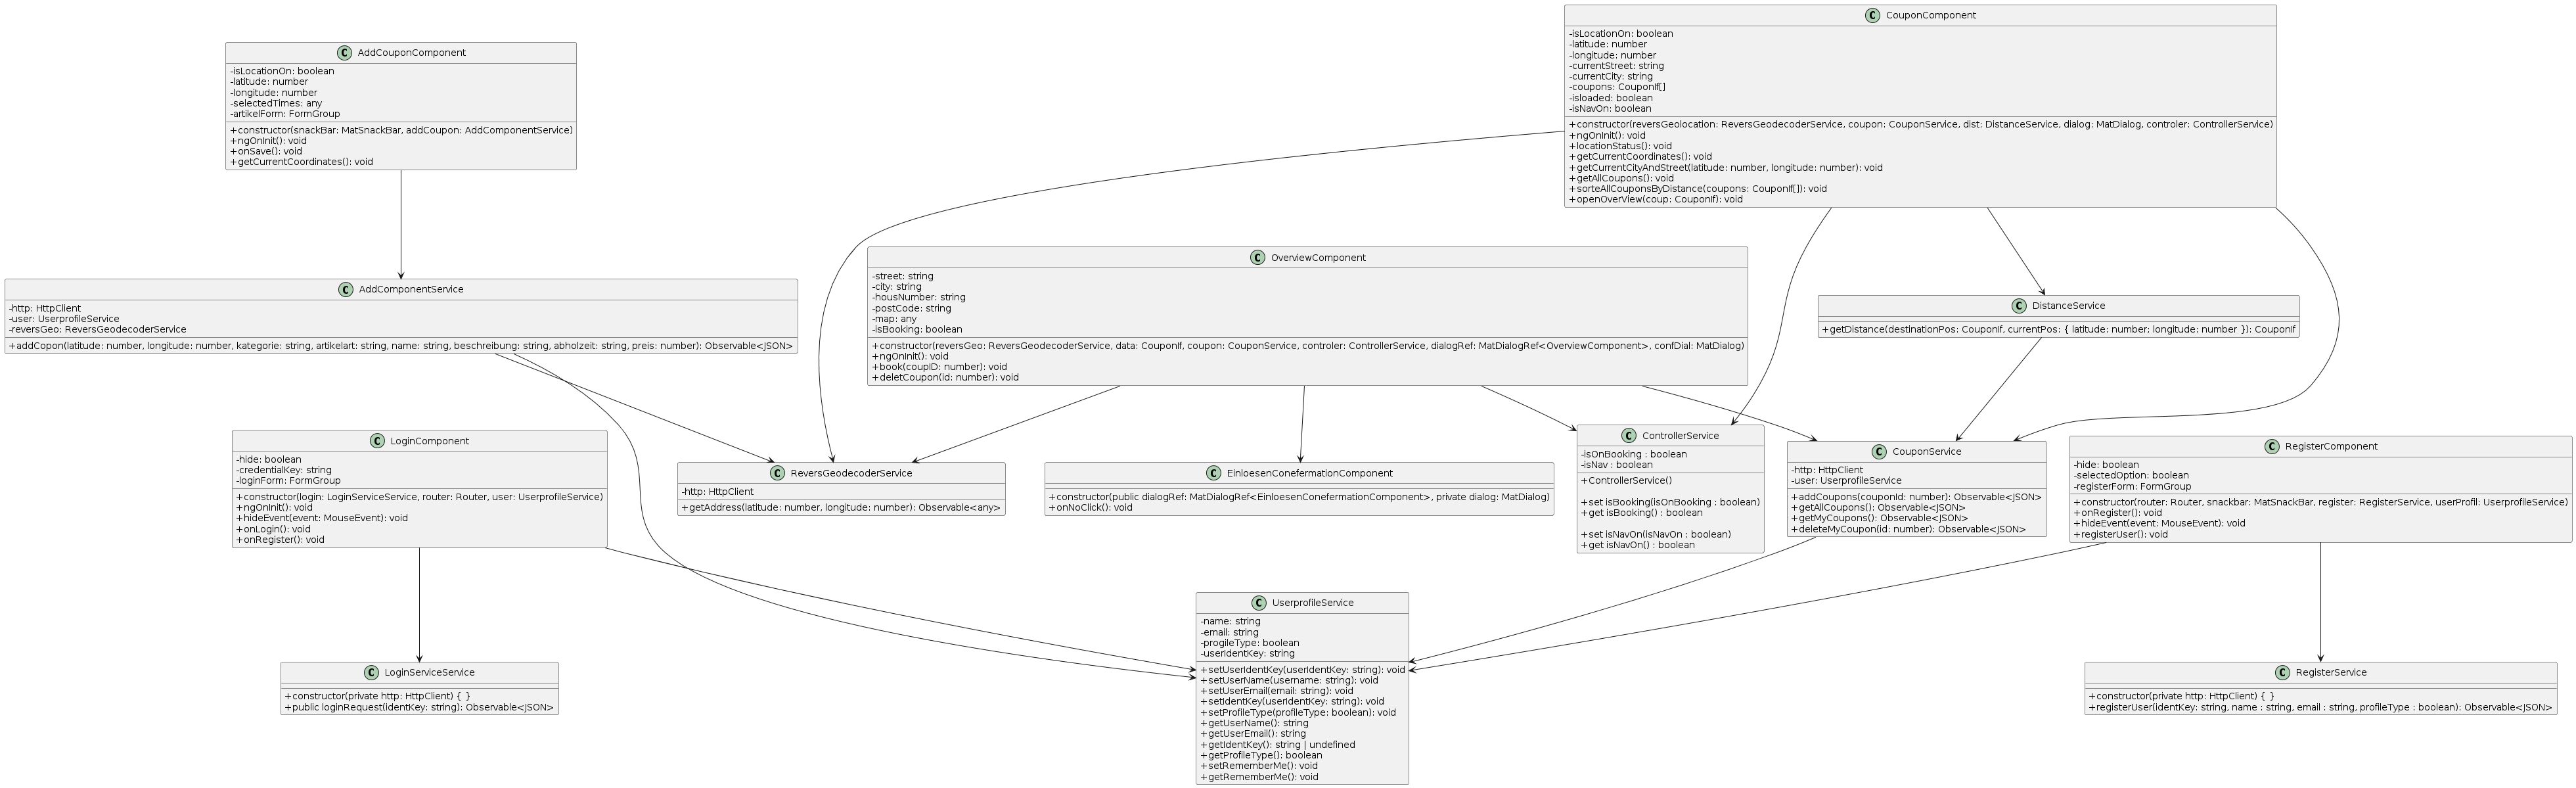 C CouponComponent
-isLocationOn: boolean
-latitude: number
-longitude: number
-currentStreet: string
-currentCity: string
-coupons: CouponIf[]
-isloaded: boolean
-isNavOn: boolean
+constructor(reversGeolocation: ReversGeodecoderService, coupon: CouponService, dist: DistanceService, dialog: MatDialog, controler: ControllerService)
+ngOnInit(): void
+locationStatus(): void
+getCurrentCoordinates(): void
+getCurrentCityAndStreet(latitude: number, longitude: number): void
+getAllCoupons(): void
+sorteAllCouponsByDistance(coupons: CouponIf[]): void
+openOverView(coup: CouponIf): void
C AddCouponComponent
-isLocationOn: boolean
-latitude: number
-longitude: number
-selectedTimes: any
-artikelForm: FormGroup
+constructor(snackBar: MatSnackBar, addCoupon: AddComponentService)
+ngOnInit(): void
+onSave(): void
+getCurrentCoordinates(): void
C OverviewComponent
-street: string
-city: string
-housNumber: string
-postCode: string
-map: any
-isBooking: boolean
+constructor(reversGeo: ReversGeodecoderService, data: CouponIf, coupon: CouponService, controler: ControllerService, dialogRef: MatDialogRef<OverviewComponent>, confDial: MatDialog)
+ngOnInit(): void
+book(coupID: number): void
+deletCoupon(id: number): void
C AddComponentService
-http: HttpClient
-user: UserprofileService
-reversGeo: ReversGeodecoderService
+addCopon(latitude: number, longitude: number, kategorie: string, artikelart: string, name: string, beschreibung: string, abholzeit: string, preis: number): Observable<JSON>
C DistanceService
+getDistance(destinationPos: CouponIf, currentPos: { latitude: number; longitude: number }): CouponIf
C LoginComponent
-hide: boolean
-credentialKey: string
-loginForm: FormGroup
+constructor(login: LoginServiceService, router: Router, user: UserprofileService)
+ngOnInit(): void
+hideEvent(event: MouseEvent): void
+onLogin(): void
+onRegister(): void
C ReversGeodecoderService
-http: HttpClient
+getAddress(latitude: number, longitude: number): Observable<any>
C EinloesenConefermationComponent
+constructor(public dialogRef: MatDialogRef<EinloesenConefermationComponent>, private dialog: MatDialog)
+onNoClick(): void
C ControllerService
-isOnBooking : boolean
-isNav : boolean
+ControllerService()
+set isBooking(isOnBooking : boolean)
+get isBooking() : boolean
+set isNavOn(isNavOn : boolean)
+get isNavOn() : boolean
C CouponService
-http: HttpClient
-user: UserprofileService
+addCoupons(couponId: number): Observable<JSON>
+getAllCoupons(): Observable<JSON>
+getMyCoupons(): Observable<JSON>
+deleteMyCoupon(id: number): Observable<JSON>
C RegisterComponent
-hide: boolean
-selectedOption: boolean
-registerForm: FormGroup
+constructor(router: Router, snackbar: MatSnackBar, register: RegisterService, userProfil: UserprofileService)
+onRegister(): void
+hideEvent(event: MouseEvent): void
+registerUser(): void
C UserprofileService
-name: string
-email: string
-progileType: boolean
-userIdentKey: string
+setUserIdentKey(userIdentKey: string): void
+setUserName(username: string): void
+setUserEmail(email: string): void
+setIdentKey(userIdentKey: string): void
+setProfileType(profileType: boolean): void
+getUserName(): string
+getUserEmail(): string
+getIdentKey(): string | undefined
+getProfileType(): boolean
+setRememberMe(): void
+getRememberMe(): void
C LoginServiceService
+constructor(private http: HttpClient) { }
+public loginRequest(identKey: string): Observable<JSON>
C RegisterService
+constructor(private http: HttpClient) { }
+registerUser(identKey: string, name : string, email : string, profileType : boolean): Observable<JSON>